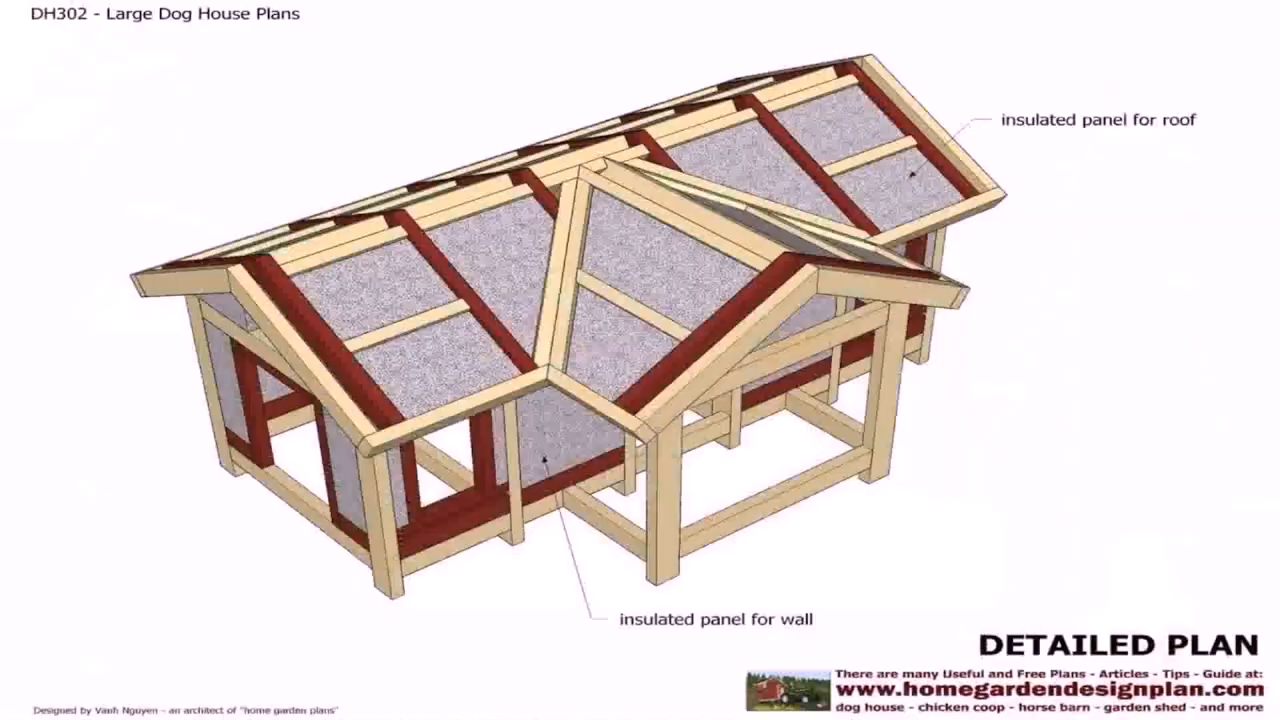 DH302 - Large Dog House Plans
insulated panel for roof
insulated panel for wall
DETAILED PLAN
There are many Useful and Free Plans - Articles - Tips - Guide at:
www.homegardendesignplan.com
dog house - chicken coop - horse barn - garden shed - and more
Designed by Vanh Nguyen - an architect of "home garden plans"